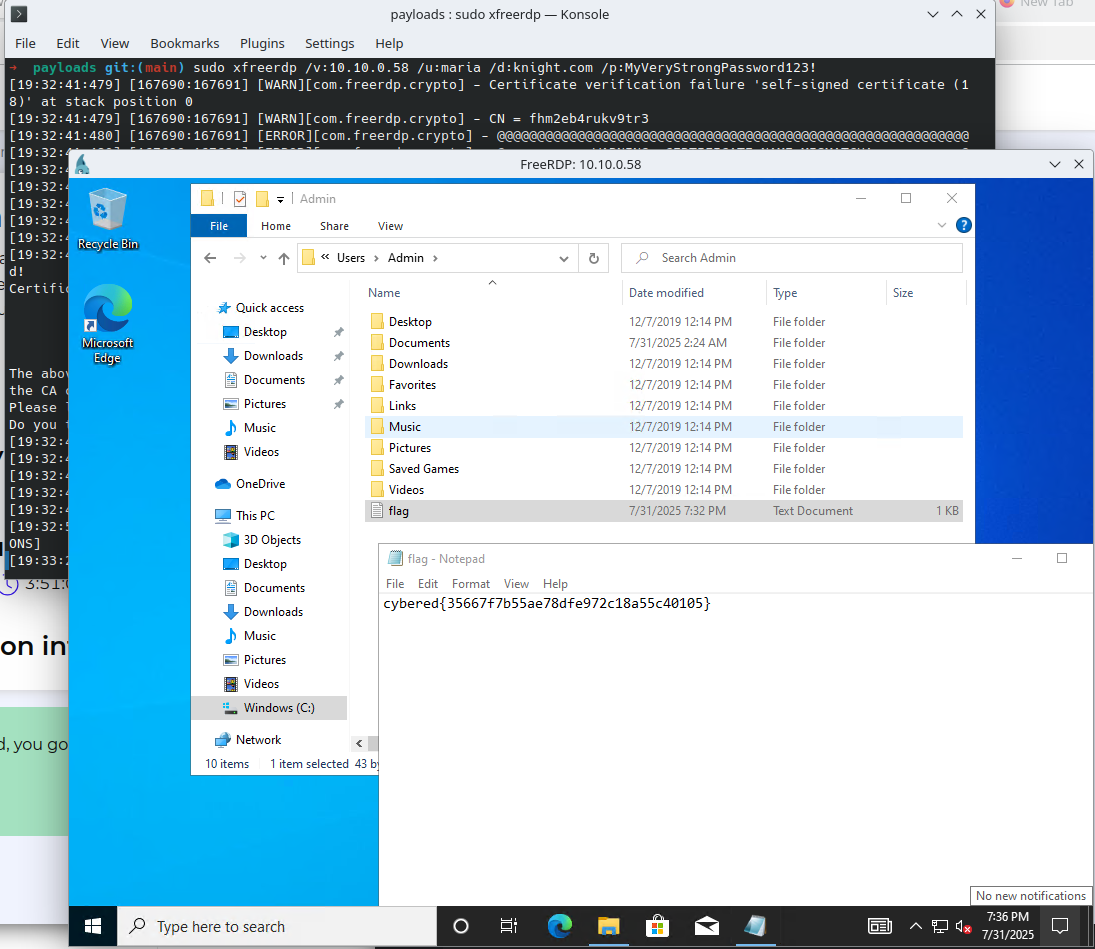 New Tab
payloads : sudo xfreerdp — Konsole
File Edit View Bookmarks Plugins Settings Help
→ payloads git:(main) sudo xfreerdp /v:10.10.0.58 /u:maria /d:knight.com /p:MyVeryStrongPassword123!
[19:32:41:479] [167690:167691] [WARN][com.freerdp.crypto] - Certificate verification failure 'self-signed certificate (1
8)' at stack position 0
[19:32:41:479] [167690:167691] [WARN][com.freerdp.crypto] - CN = fhm2eb4rukv9tr3
[19:32:41:480] [167690:167691] [ERROR][com.freerdp.crypto] - @@@@@@@@@@@@@@@@@@@@@@@@@@@@@@@@@@@@@@@@@@@@@@@@@@@@@@@@@@@
FreeRDP: 10.10.0.58
[19:32:4
[19:32:4
[19:32:4
[19:32:4
[19:32:4
[19:32:4
d!
Certific
The abov
the CA
Please
Do you
[19:32:4
[19:32:4
[19:32:4
[19:32:4
[19:32:4
[19:32:5
ONS]
[19:33:2
3:51:
on in
d, you go
Recycle Bin
Microsoft
Edge
Admin
File Home Share View
« Users > Admin >
Search Admin
Name Date modified Type Size
Quick access
Desktop
Downloads
Documents
Pictures
Music
Videos
OneDrive
This PC
3D Objects
Desktop
Documents
Downloads
Music
Pictures
Videos
Windows (C:)
Network
Desktop 12/7/2019 12:14 PM File folder
Documents 7/31/2025 2:24 AM File folder
Downloads 12/7/2019 12:14 PM File folder
Favorites 12/7/2019 12:14 PM File folder
Links 12/7/2019 12:14 PM File folder
Music 12/7/2019 12:14 PM File folder
Pictures 12/7/2019 12:14 PM File folder
Saved Games 12/7/2019 12:14 PM File folder
Videos 12/7/2019 12:14 PM File folder
flag 7/31/2025 7:32 PM Text Document 1 KB
10 items 1 item selected 43 by
flag - Notepad
File Edit Format View Help
cybered{35667f7b55ae78dfe972c18a55c40105}
No new notifications
Type here to search
7:36 PM
7/31/2025